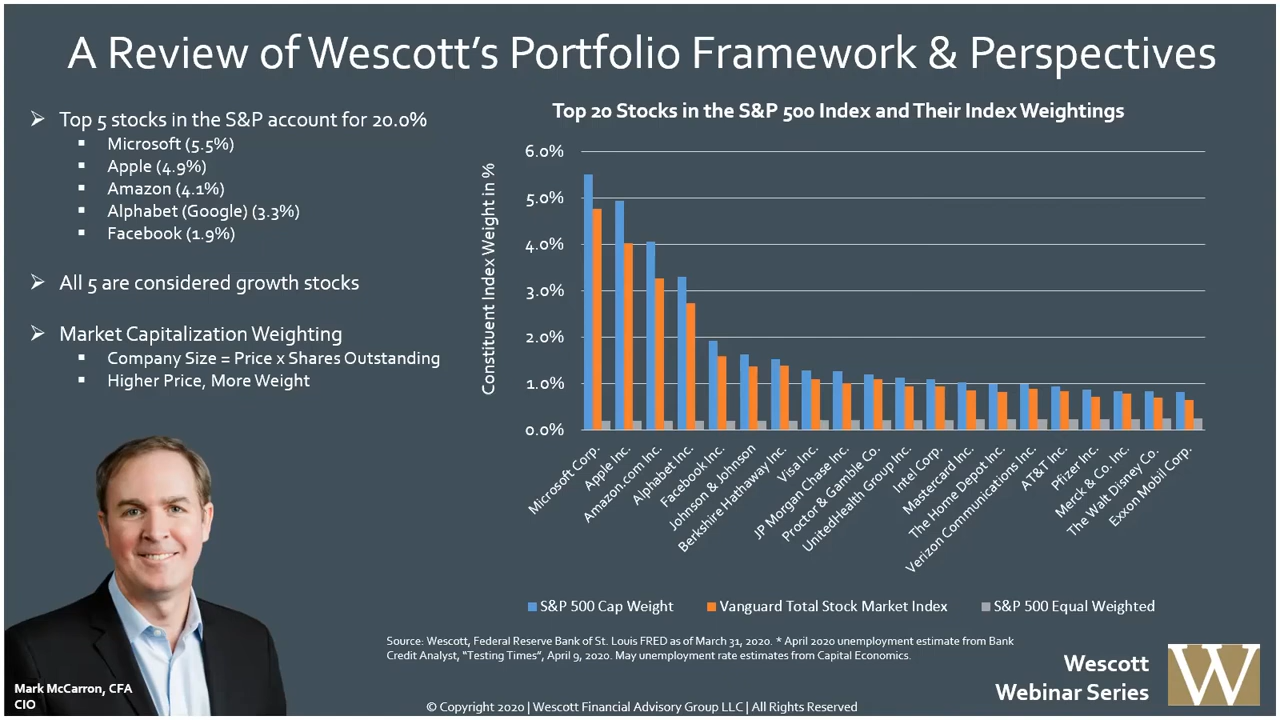 A Review of Wescott's Portfolio Framework & Perspectives
Top 5 stocks in the S&P account for 20.0%
Microsoft (5.5%)
Apple (4.9%)
Amazon (4.1%)
Alphabet (Google) (3.3%)
Facebook (1.9%)
All 5 are considered growth stocks
Market Capitalization Weighting
Company Size = Price x Shares Outstanding
Higher Price, More Weight
Top 20 Stocks in the S&P 500 Index and Their Index Weightings
Constituent Index Weight in %
6.0%
5.0%
4.0%
3.0%
2.0%
1.0%
0.0%
Microsoft Corp.
Apple Inc.
Amazon.com Inc.
Alphabet Inc.
Facebook Inc.
Johnson & Johnson
Berkshire Hathaway Inc.
Visa Inc.
JP Morgan Chase Inc.
Proctor & Gamble Co.
UnitedHealth Group Inc.
Intel Corp.
Mastercard Inc.
The Home Depot Inc.
Verizon Communications Inc.
AT&T Inc.
Pfizer Inc.
Merck & Co. Inc.
The Walt Disney Co.
Exxon Mobil Corp.
S&P 500 Cap Weight
Vanguard Total Stock Market Index
S&P 500 Equal Weighted
Source: Wescott, Federal Reserve Bank of St. Louis FRED as of March 31, 2020. * April 2020 unemployment estimate from Bank
Credit Analyst, "Testing Times", April 9, 2020. May unemployment rate estimates from Capital Economics.
Mark McCarron, CFA
CIO
Wescott
Webinar Series
W
© Copyright 2020 | Wescott Financial Advisory Group LLC | All Rights Reserved